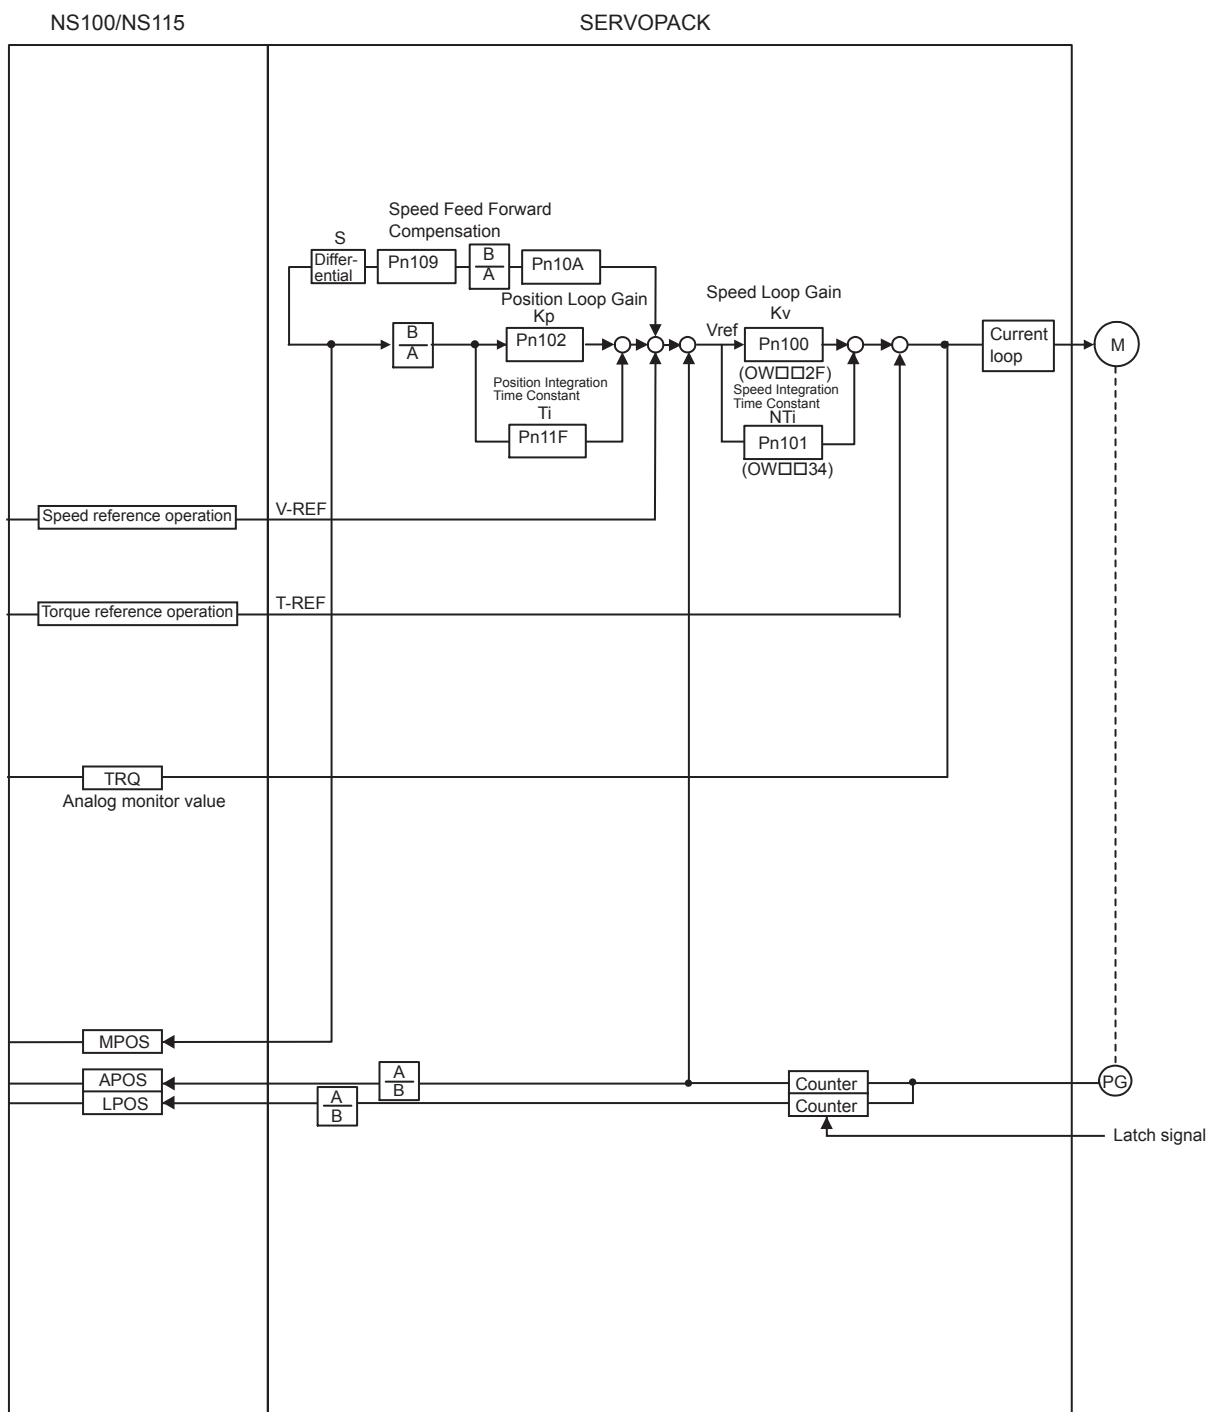 NS100/NS115
SERVOPACK
Speed Feed Forward
Compensation
S
Differ-
ential
Pn109
B
A
Pn10A
Position Loop Gain
Kp
Speed Loop Gain
Kv
B
A
Pn102
Vref
Pn100
Current
loop
M
(OW□□2F)
Position Integration
Time Constant
Ti
Speed Integration
Time Constant
NTi
Pn11F
Pn101
(OW□□34)
Speed reference operation
V-REF
Torque reference operation
T-REF
TRQ
Analog monitor value
MPOS
APOS
A
B
Counter
PG
LPOS
A
B
Counter
Latch signal